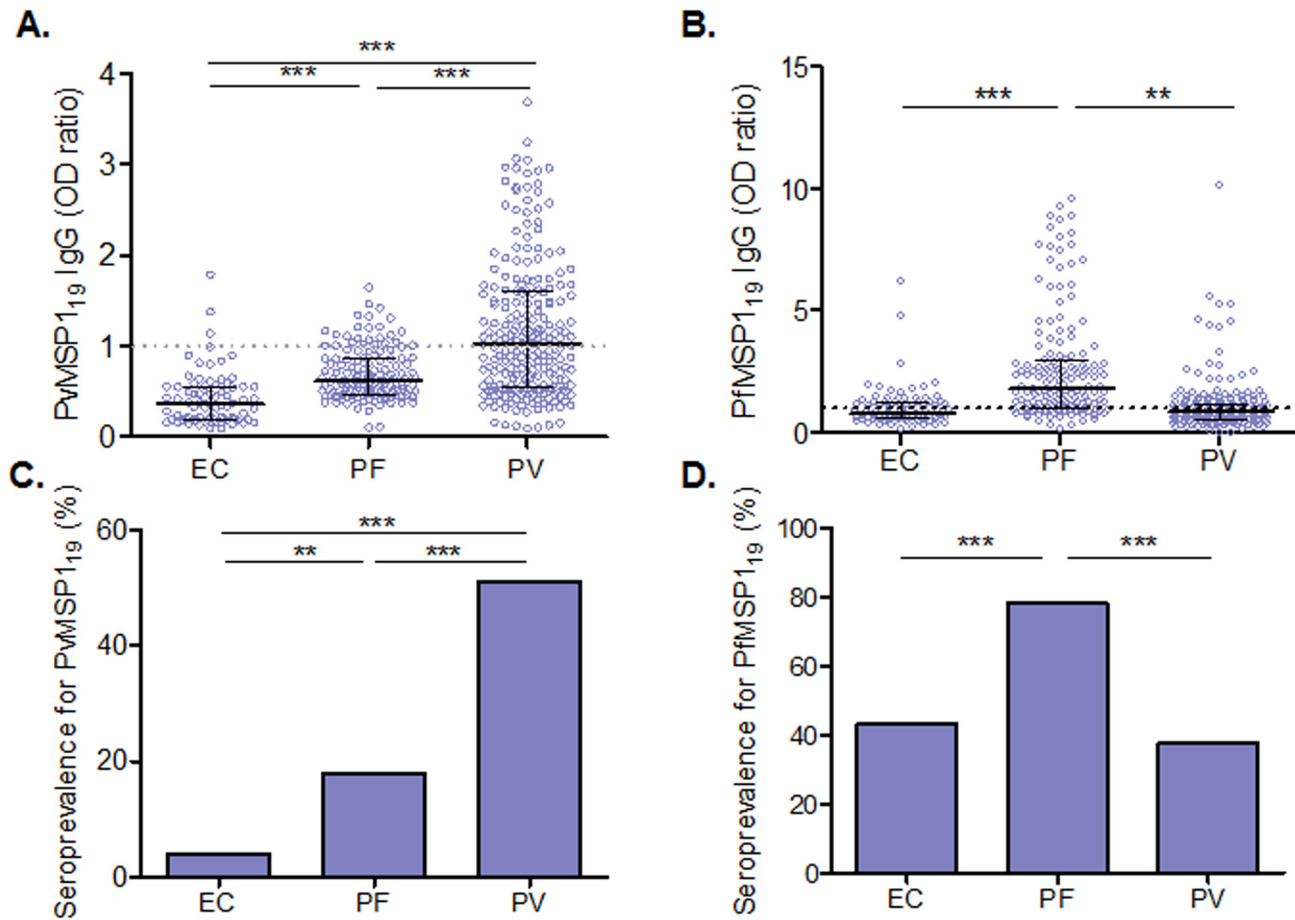 A.
***
***
***
PvMSP1₁₉ IgG (OD ratio)
4
3
2
1
0
EC
PF
PV
B.
***
**
PfMSP1₁₉ IgG (OD ratio)
15
10
5
0
EC
PF
PV
C.
***
**
***
Seroprevalence for PvMSP1₁₉ (%)
60
40
20
0
EC
PF
PV
D.
***
***
Seroprevalence for PfMSP1₁₉ (%)
100
80
60
40
20
0
EC
PF
PV